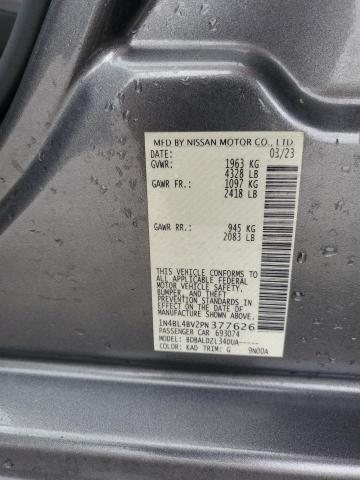 MFD BY NISSAN MOTOR CO., LTD.
DATE: 03/23
GVWR: 1963 KG
4328 LB
GAWR FR.: 1097 KG
2418 LB
GAWR RR.: 945 KG
2083 LB
THIS VEHICLE CONFORMS TO
ALL APPLICABLE FEDERAL
MOTOR VEHICLE SAFETY,
BUMPER, AND THEFT
PREVENTION STANDARDS IN
EFFECT ON THE DATE OF
MANUFACTURE SHOWN ABOVE.
1N4BL4BV2PN377626
PASSENGER CAR 693074
MODEL: BDBALDZL34DUA-----
COLOR: KAD TRIM: G 9N00A